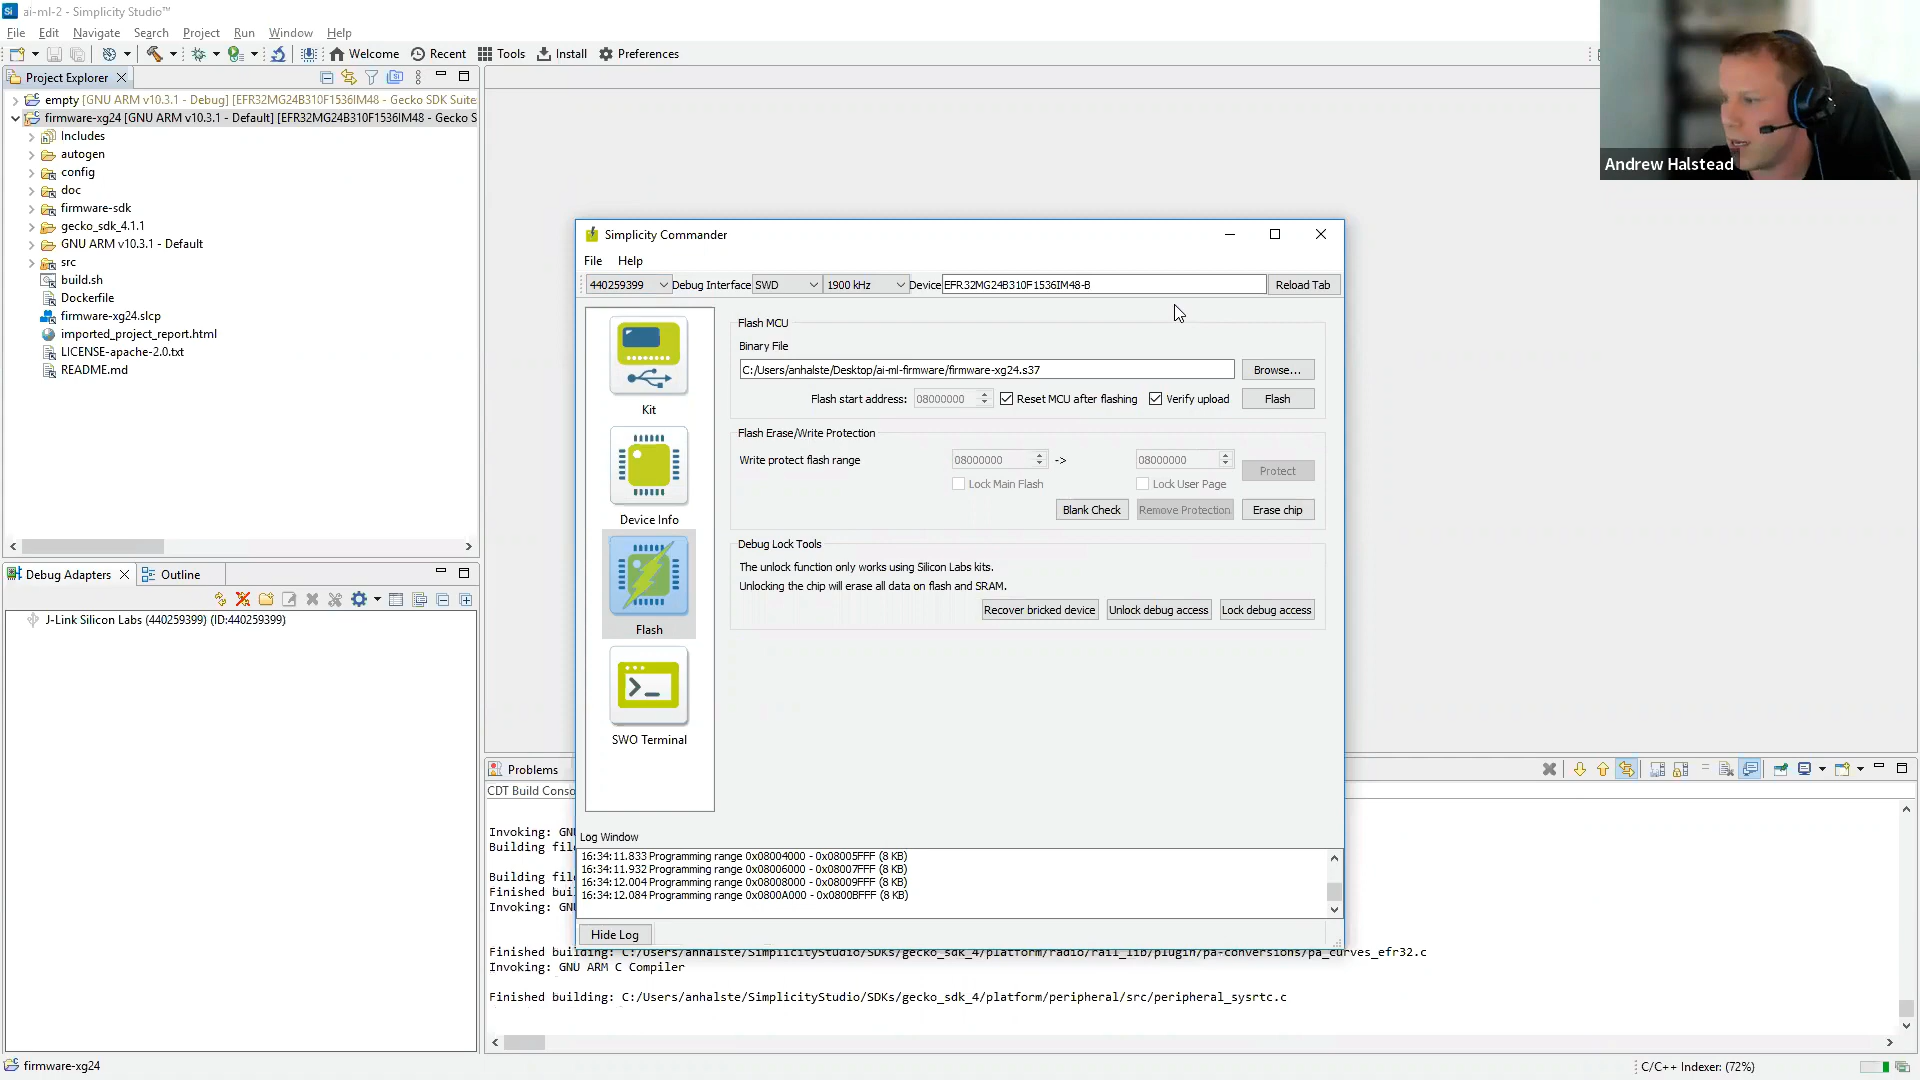 ai-ml-2 - Simplicity Studio™
File Edit Navigate Search Project Run Window Help
Welcome Recent Tools Install Preferences
Project Explorer
empty [GNU ARM v10.3.1 - Debug] [EFR32MG24B310F1536IM48 - Gecko SDK Suite:
firmware-xg24 [GNU ARM v10.3.1 - Default] [EFR32MG24B310F1536IM48 - Gecko S
Includes
autogen
config
doc
firmware-sdk
gecko_sdk_4.1.1
GNU ARM v10.3.1 - Default
src
build.sh
Dockerfile
firmware-xg24.slcp
imported_project_report.html
LICENSE-apache-2.0.txt
README.md
Andrew Halstead
Simplicity Commander
File Help
440259399 Debug Interface SWD 1900 kHz Device EFR32MG24B310F1536IM48-B Reload Tab
Kit
Device Info
Flash
SWO Terminal
Flash MCU
Binary File
C:/Users/anhalste/Desktop/ai-ml-firmware/firmware-xg24.s37 Browse...
Flash start address: 08000000 Reset MCU after flashing Verify upload Flash
Flash Erase/Write Protection
Write protect flash range 08000000 -> 08000000 Protect
Lock Main Flash Lock User Page
Blank Check Remove Protection Erase chip
Debug Lock Tools
The unlock function only works using Silicon Labs kits.
Unlocking the chip will erase all data on flash and SRAM.
Recover bricked device Unlock debug access Lock debug access
Log Window
16:34:11.833 Programming range 0x08004000 - 0x08005FFF (8 KB)
16:34:11.932 Programming range 0x08006000 - 0x08007FFF (8 KB)
16:34:12.004 Programming range 0x08008000 - 0x08009FFF (8 KB)
16:34:12.084 Programming range 0x0800A000 - 0x0800BFFF (8 KB)
Hide Log
Debug Adapters Outline
J-Link Silicon Labs (440259399) (ID:440259399)
Problems
CDT Build Conso
Invoking: GN
Building fil
Building fil
Finished bui
Invoking: GN
Finished building: C:/Users/anhalste/SimplicityStudio/SDKs/gecko_sdk_4/platform/radio/rail_lib/plugin/pa-conversions/pa_curves_efr32.c
Invoking: GNU ARM C Compiler
Finished building: C:/Users/anhalste/SimplicityStudio/SDKs/gecko_sdk_4/platform/peripheral/src/peripheral_sysrtc.c
firmware-xg24
C/C++ Indexer: (72%)